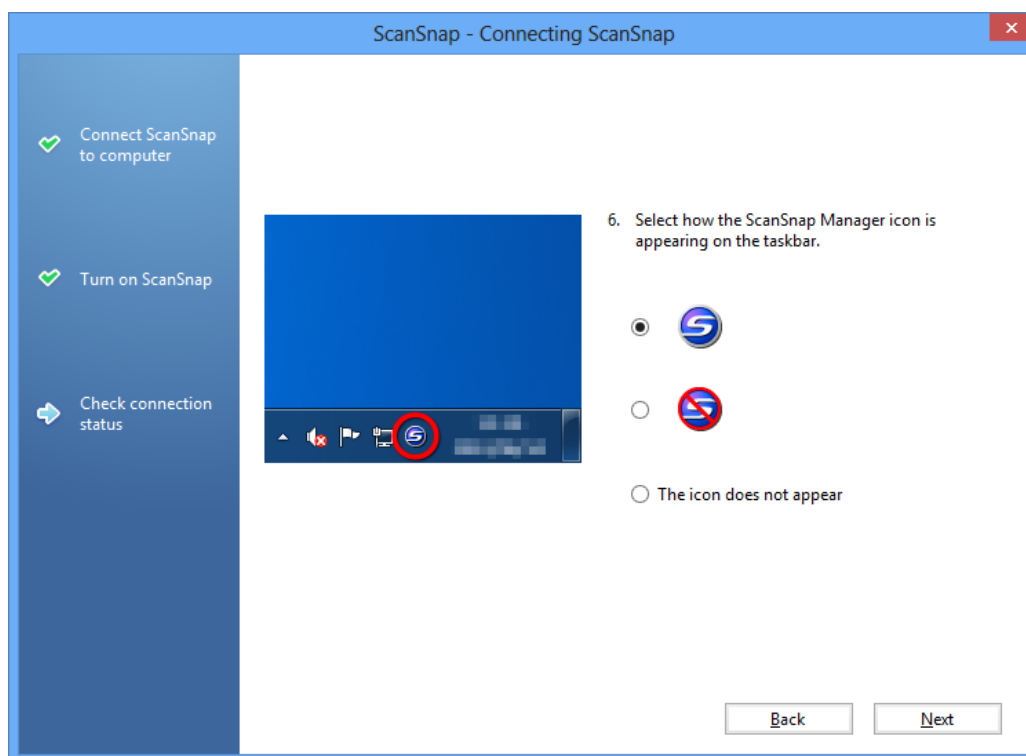 ScanSnap - Connecting ScanSnap
Connect ScanSnap
to computer
Turn on ScanSnap
Check connection
status
6. Select how the ScanSnap Manager icon is
appearing on the taskbar.
The icon does not appear
Back
Next